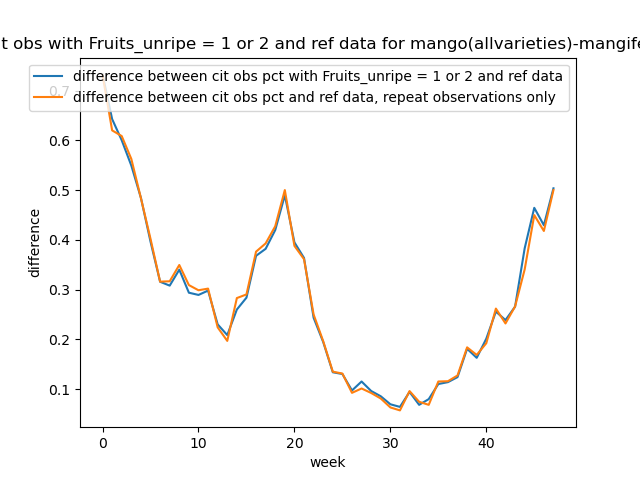 t obs with Fruits_unripe = 1 or 2 and ref data for mango(allvarieties)-mangife
difference between cit obs pct with Fruits_unripe = 1 or 2 and ref data
difference between cit obs pct and ref data, repeat observations only
0.7
0.6
0.5
0.4
0.3
0.2
0.1
difference
0 10 20 30 40
week